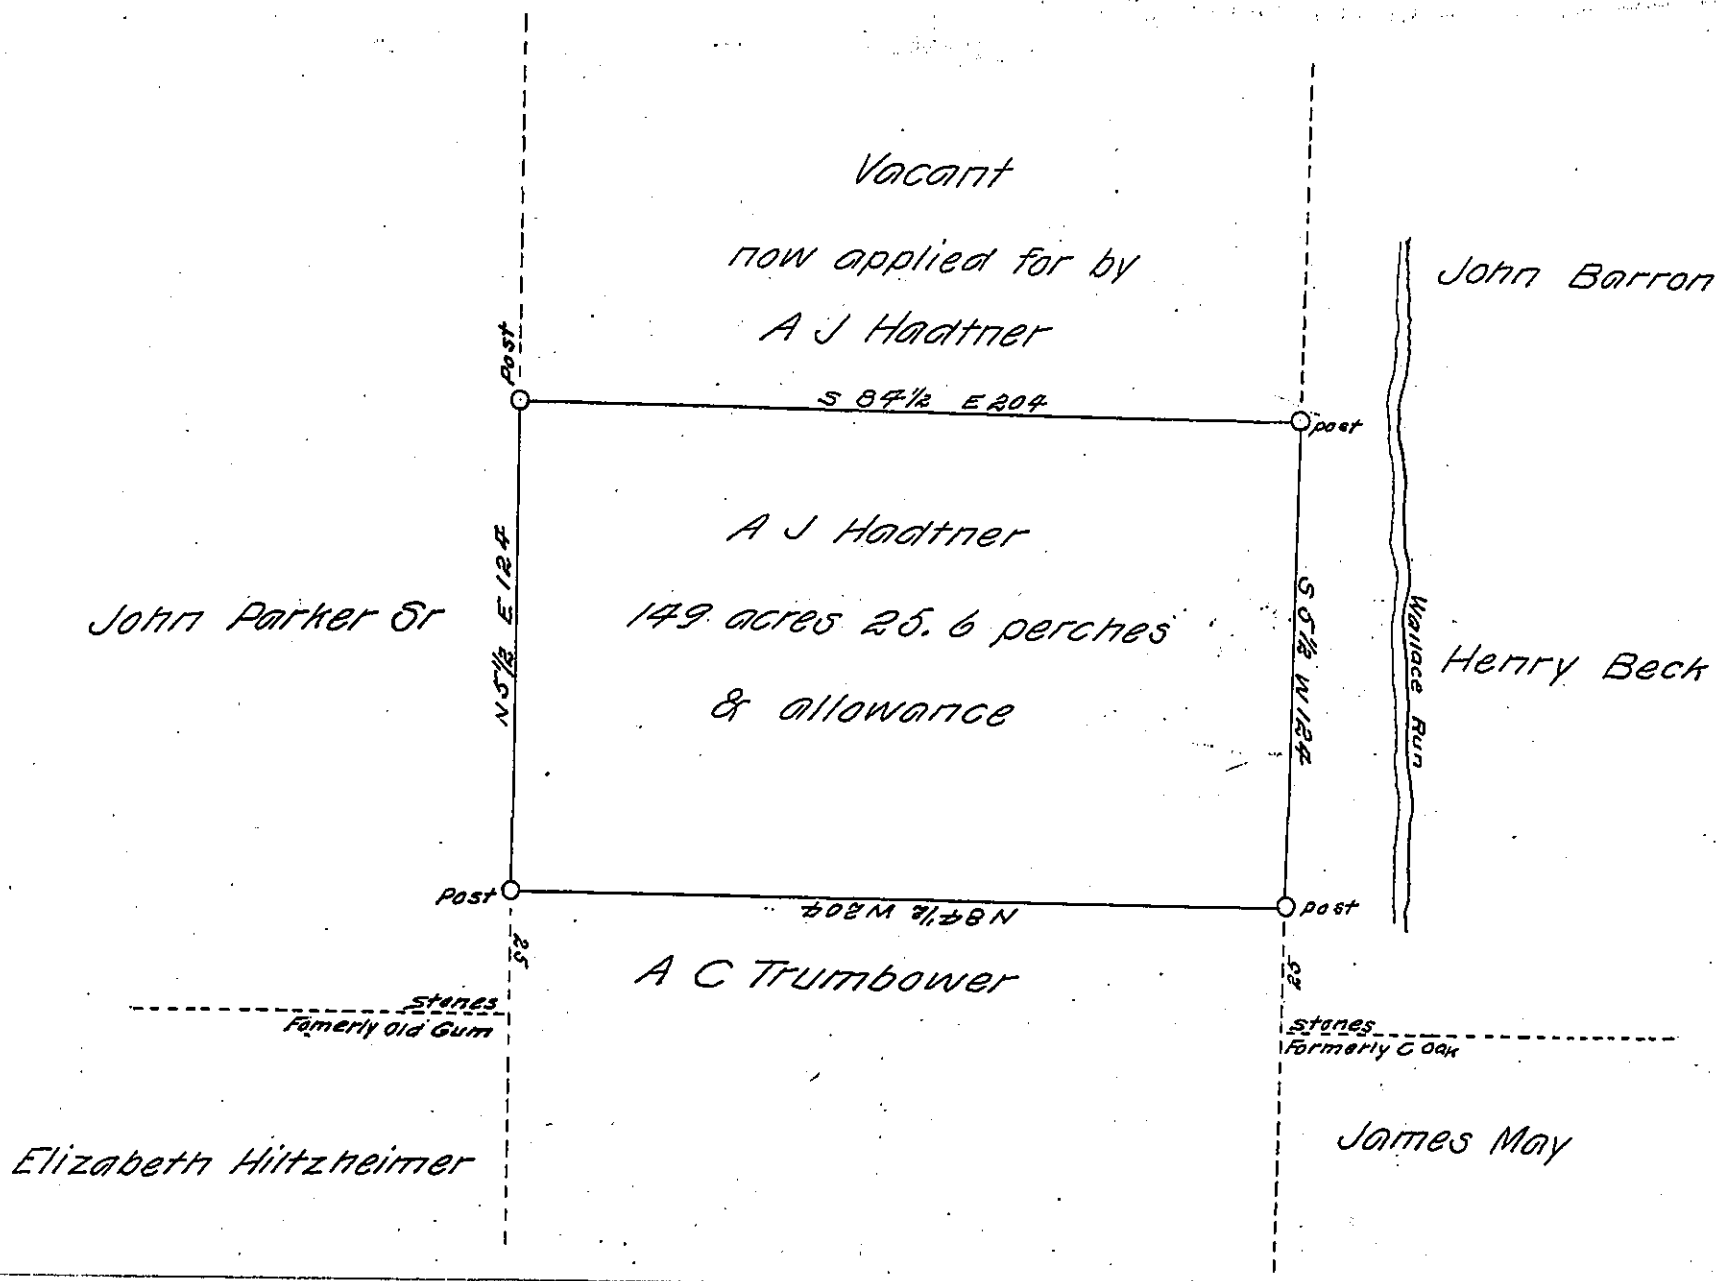 Vacant
now applied for by
A J Hadtner
John Barron
Post
S 84½ E 204
post
A J Hadtner
N 5½ E 124
John Parker Sr
149 acres 25.6 perches
S 5½ W 124
Wallace Run
Henry Beck
& allowance
Post
N 84½ W 204
post
25
A C Trumbower
stones
Fomerly Old Gum
stones
Formerly C Oak
Elizabeth Hiltzheimer
James May